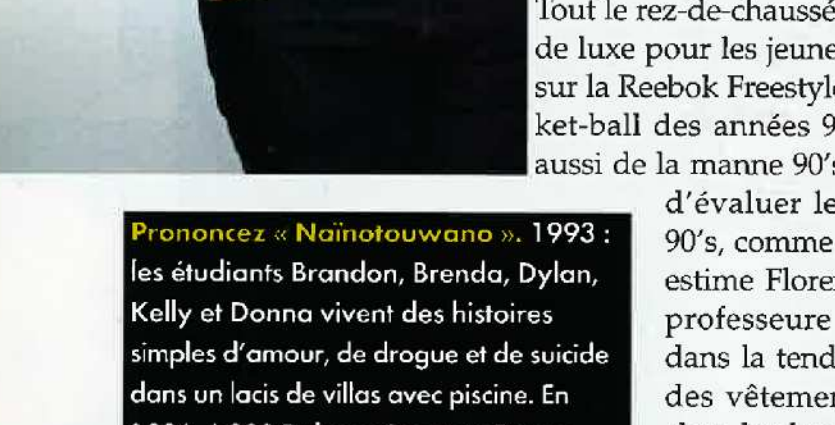 Tout le rez-de-chaussé
de luxe pour les jeune
sur la Reebok Freestyle
ket-ball des années 9
aussi de la manne 90's
d'évaluer le
90's, comme
estime Flore
professeure
dans la tend
des vêtemen
Prononcez « Naïnotouwano ». 1993 :
les étudiants Brandon, Brenda, Dylan,
Kelly et Donna vivent des histoires
simples d'amour, de drogue et de suicide
dans un lacis de villas avec piscine. En